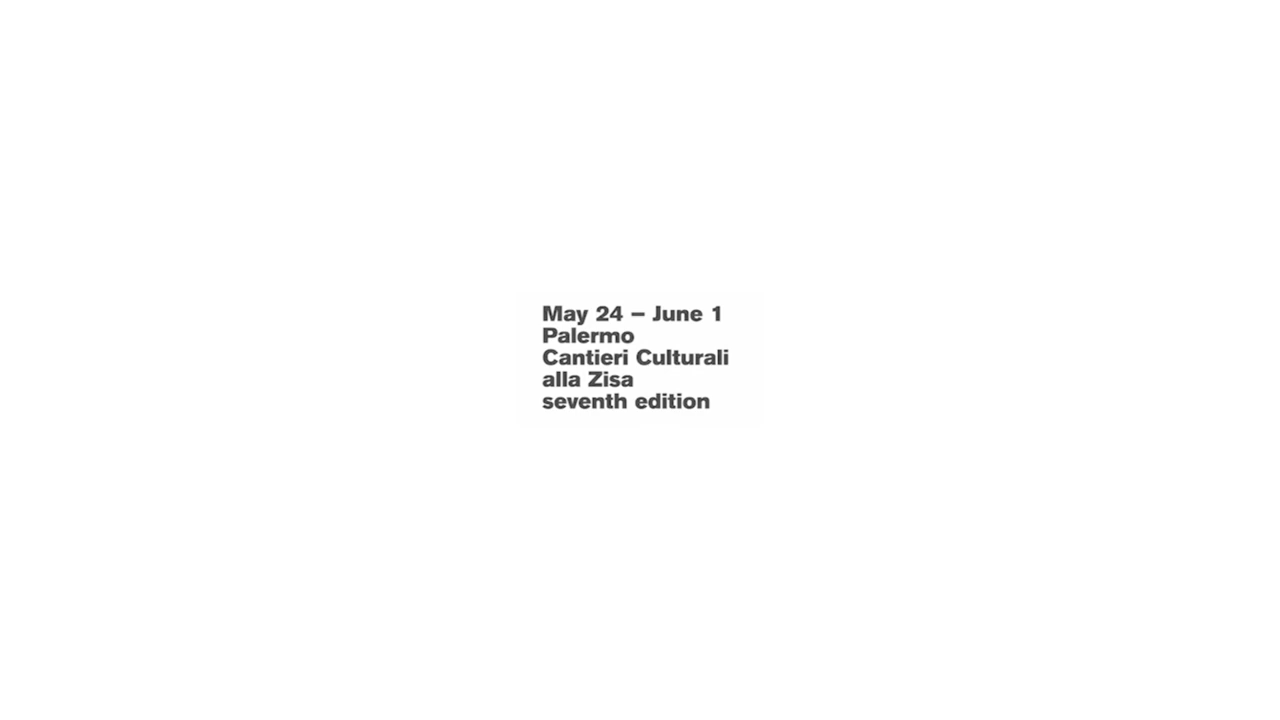 May 24 – June 1
Palermo
Cantieri Culturali
alla Zisa
seventh edition